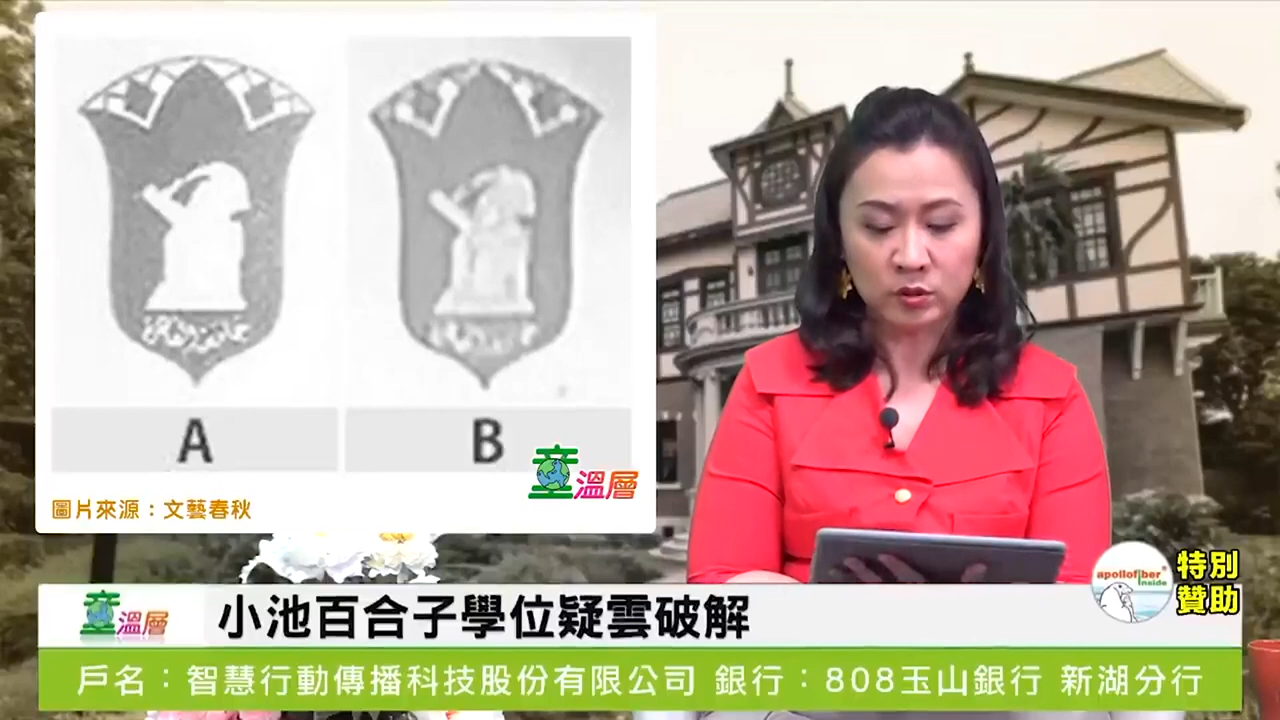 A
B
童溫層
圖片來源：文藝春秋
apollofiber
inside
特別
贊助
童溫層
小池百合子學位疑雲破解
戶名：智慧行動傳播科技股份有限公司 銀行：808玉山銀行 新湖分行